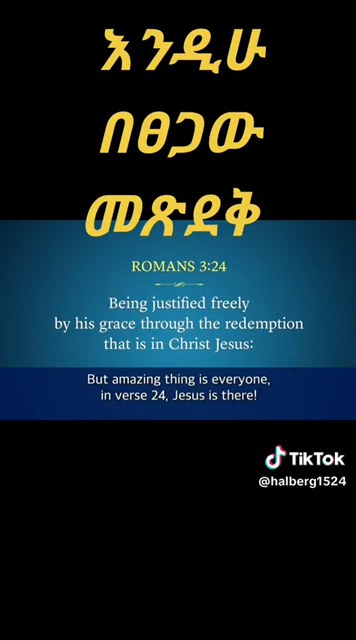 እንዲሁ
በፀጋው
መጽደቅ
ROMANS 3:24
Being justified freely
by his grace through the redemption
that is in Christ Jesus:
But amazing thing is everyone,
in verse 24, Jesus is there!
TikTok
@halberg1524